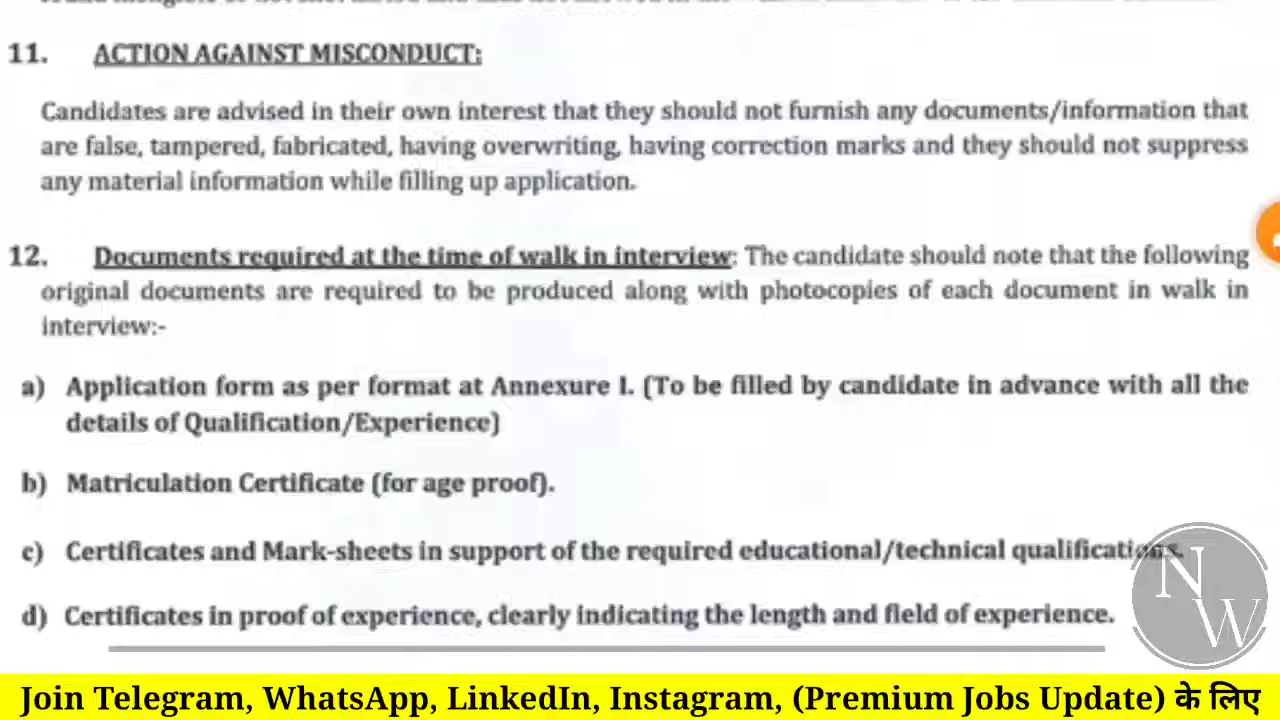 11. ACTION AGAINST MISCONDUCT:
Candidates are advised in their own interest that they should not furnish any documents/information that
are false, tampered, fabricated, having overwriting, having correction marks and they should not suppress
any material information while filling up application.
12. Documents required at the time of walk in interview: The candidate should note that the following
original documents are required to be produced along with photocopies of each document in walk in
interview:-
a) Application form as per format at Annexure I. (To be filled by candidate in advance with all the
details of Qualification/Experience)
b) Matriculation Certificate (for age proof).
c) Certificates and Mark-sheets in support of the required educational/technical qualifications.
d) Certificates in proof of experience, clearly indicating the length and field of experience.
NW
Join Telegram, WhatsApp, LinkedIn, Instagram, (Premium Jobs Update) के लिए